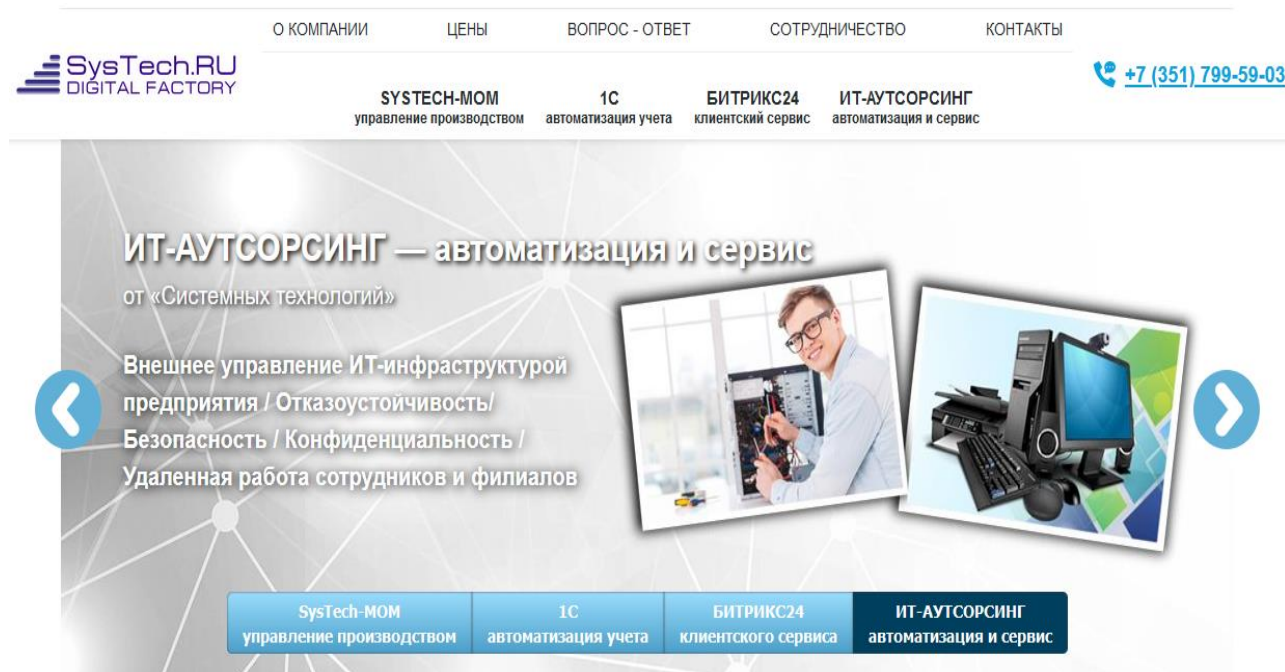 О КОМПАНИИ ЦЕНЫ ВОПРОС - ОТВЕТ СОТРУДНИЧЕСТВО КОНТАКТЫ
SysTech.RU
DIGITAL FACTORY
+7 (351) 799-59-03
SYSTECH-MOM 1С БИТРИКС24 ИТ-АУТСОРСИНГ
управление производством автоматизация учета клиентский сервис автоматизация и сервис
ИТ-АУТСОРСИНГ — автоматизация и сервис
от «Системных технологий»
Внешнее управление ИТ-инфраструктурой
предприятия / Отказоустойчивость/
Безопасность / Конфиденциальность /
Удаленная работа сотрудников и филиалов
SysTech-MOM 1С БИТРИКС24 ИТ-АУТСОРСИНГ
управление производством автоматизация учета клиентского сервиса автоматизация и сервис